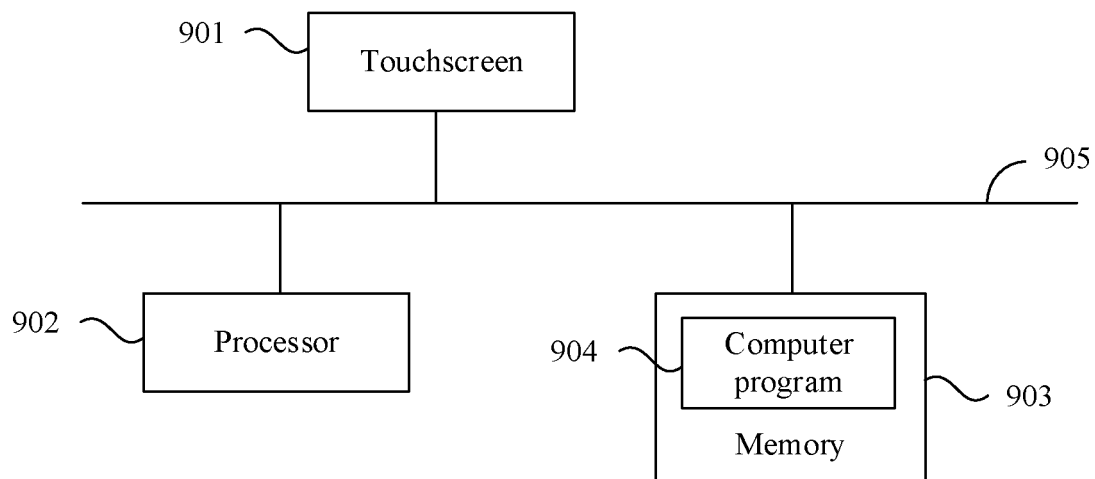 901
Touchscreen
905
902
Processor
904
Computer
program
903
Memory